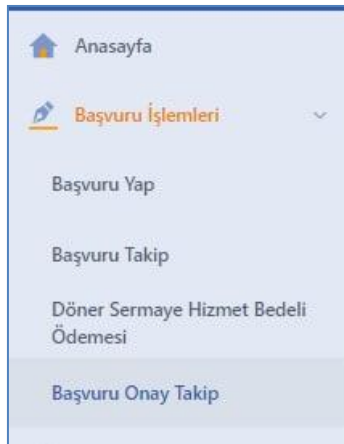 Anasayfa
Başvuru İşlemleri
Başvuru Yap
Başvuru Takip
Döner Sermaye Hizmet Bedeli
Ödemesi
Başvuru Onay Takip